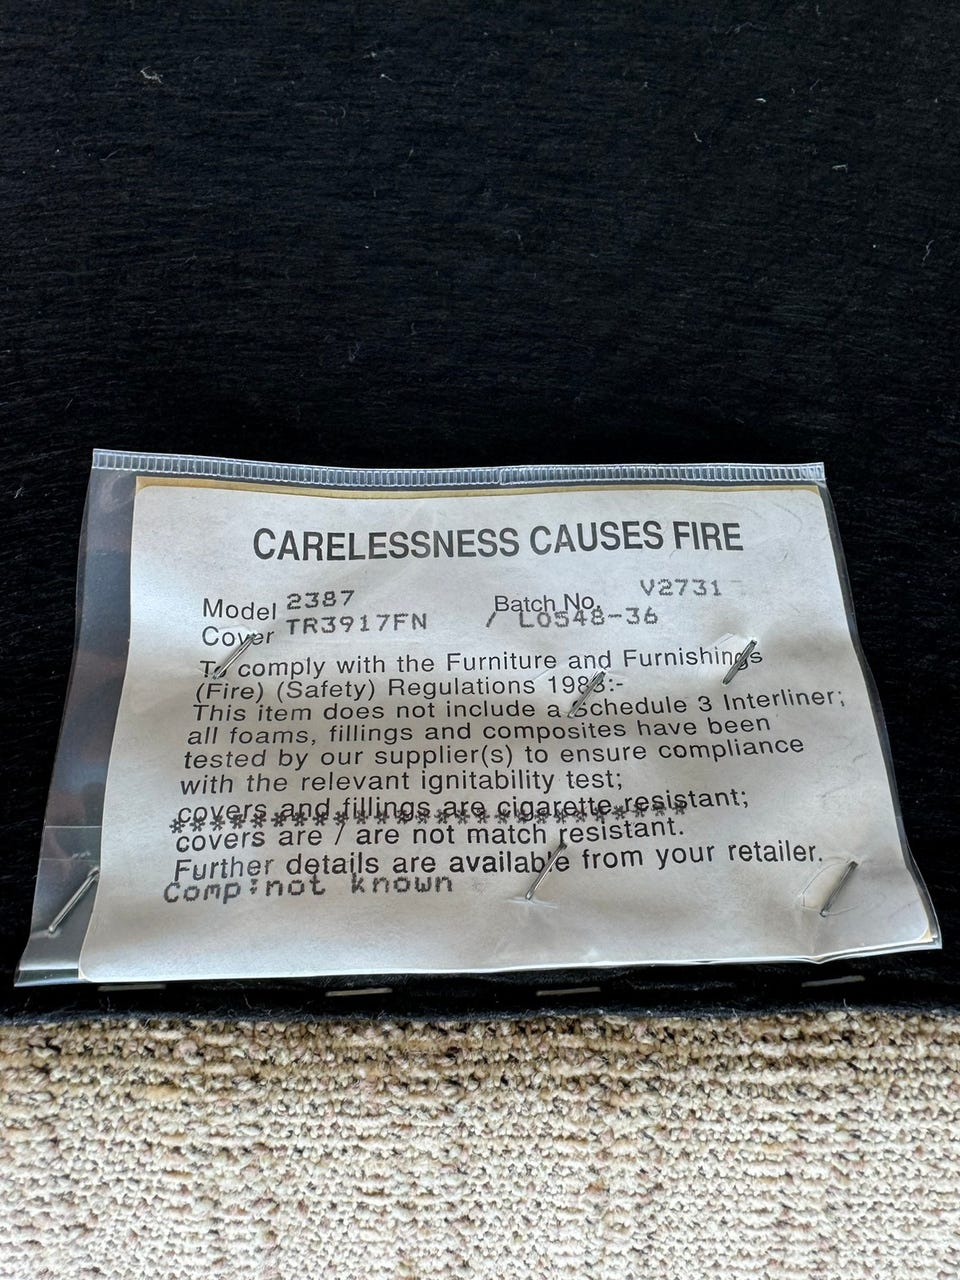 CARELESSNESS CAUSES FIRE
Model 2387 Batch No. V2731
Cover TR3917FN / L0548-36
To comply with the Furniture and Furnishings
(Fire) (Safety) Regulations 1988:-
This item does not include a Schedule 3 Interliner;
all foams, fillings and composites have been
tested by our supplier(s) to ensure compliance
with the relevant ignitability test;
covers and fillings are cigarette resistant;
*************************
covers are / are not match resistant.
Further details are available from your retailer.
Comp:not known